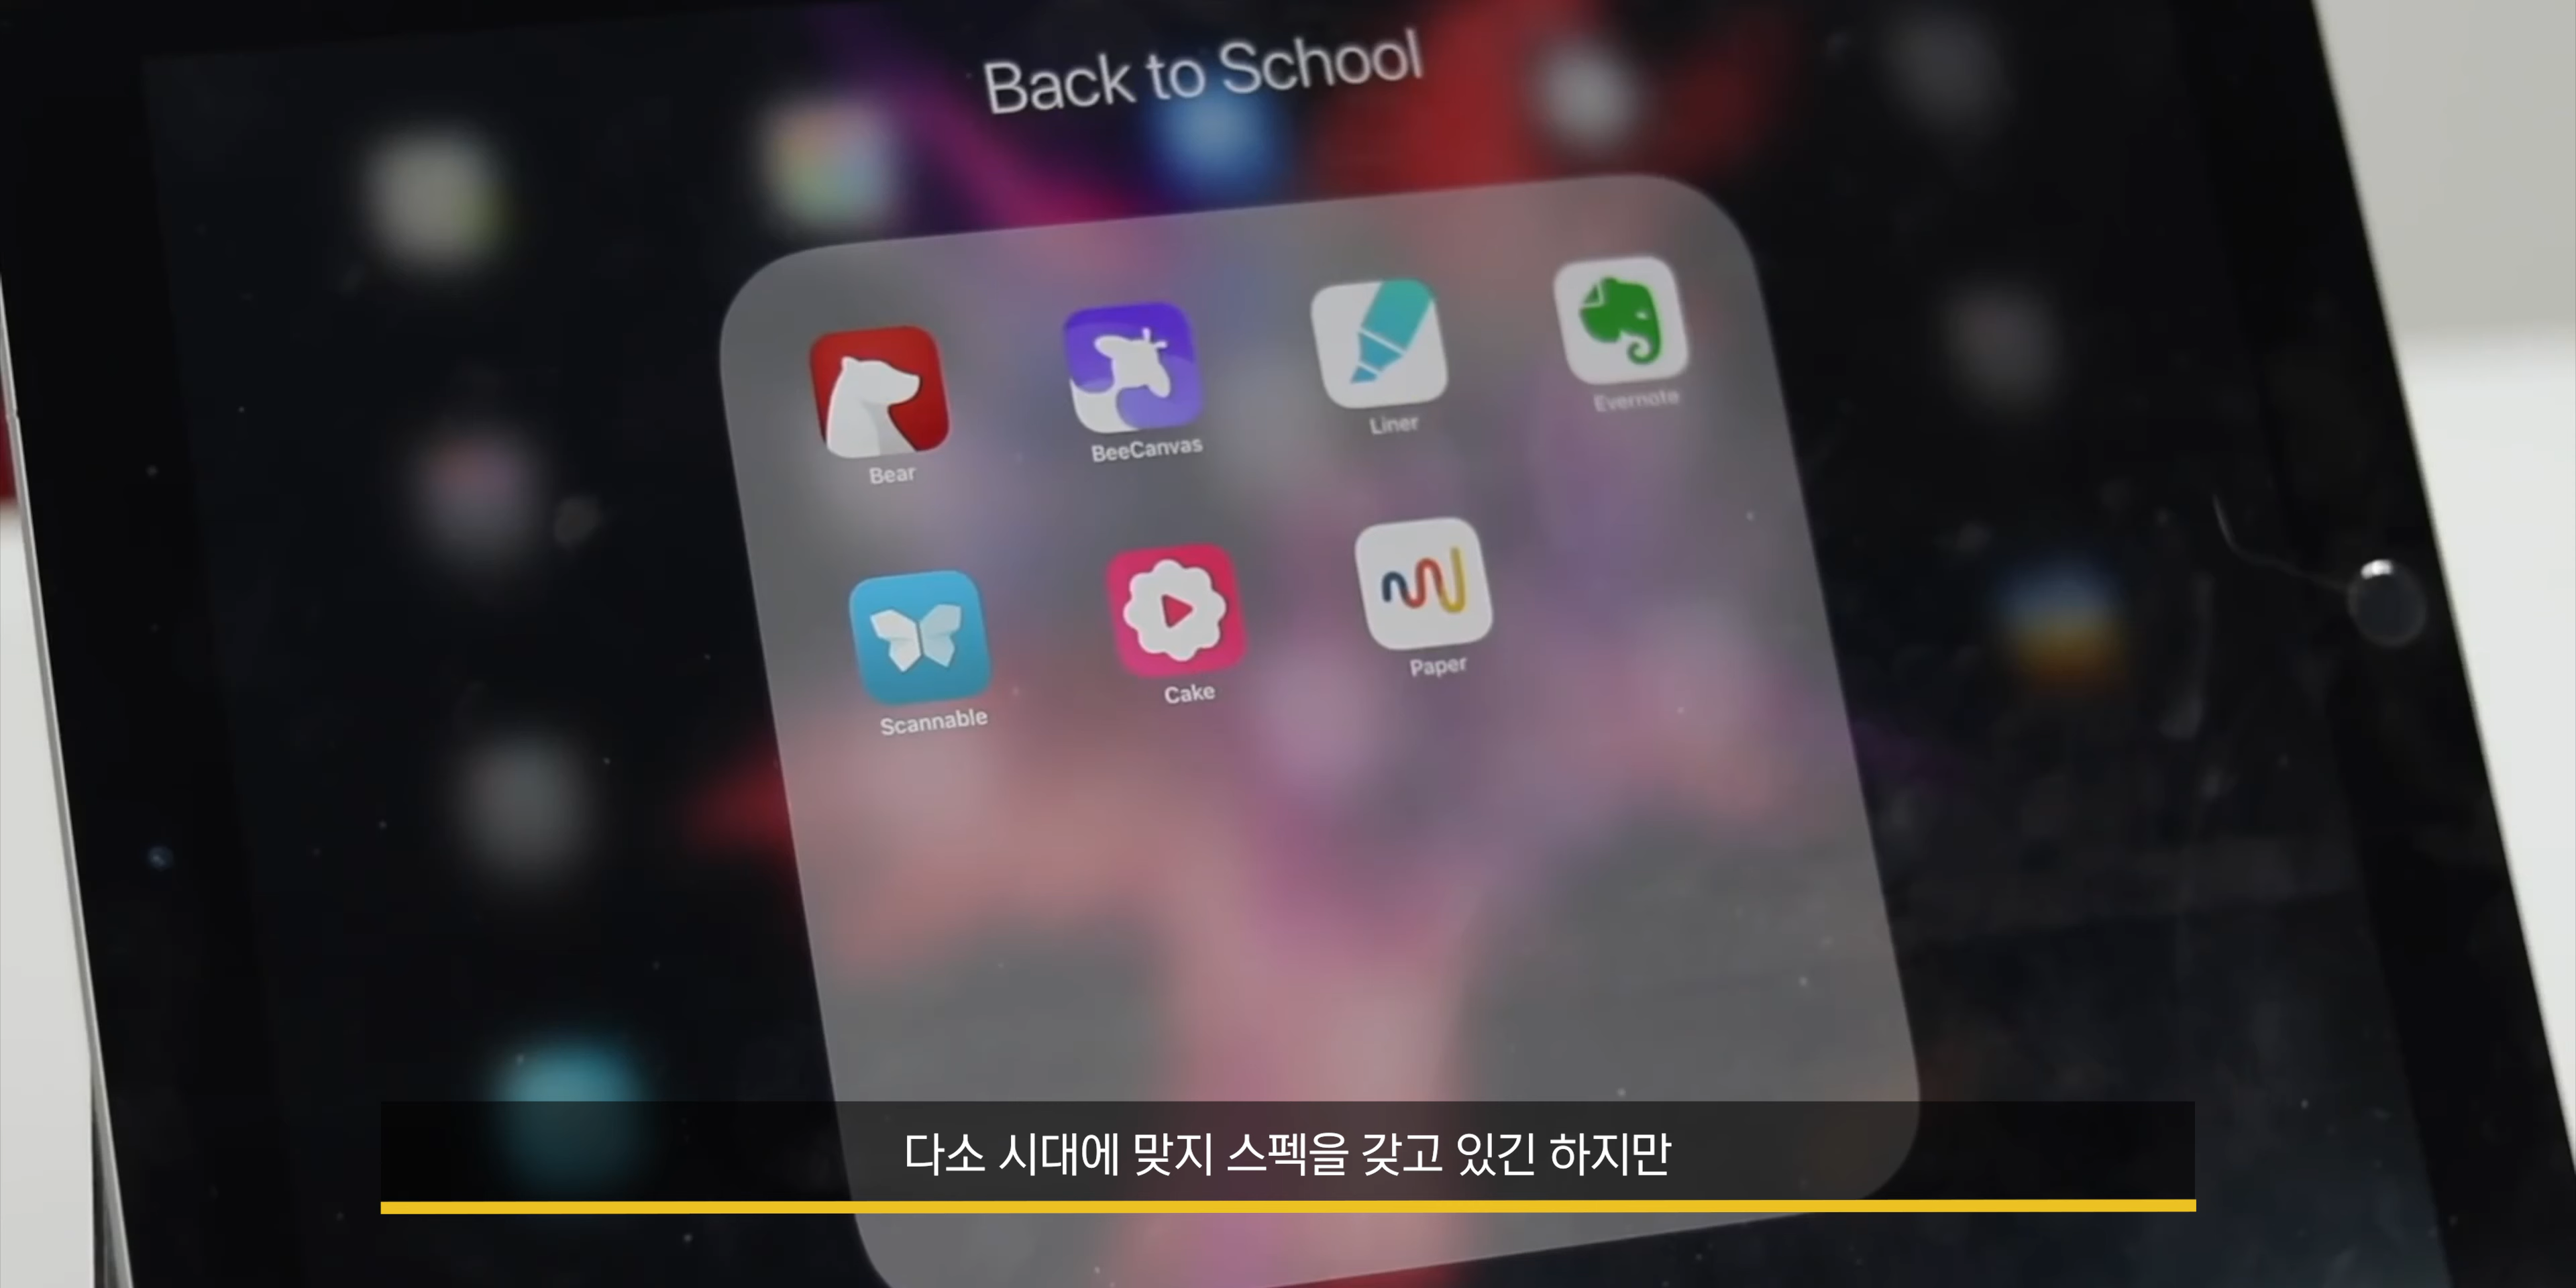 Back to School
Bear
BeeCanvas
Liner
Evernote
Scannable
Cake
Paper
다소 시대에 맞지 스펙을 갖고 있긴 하지만